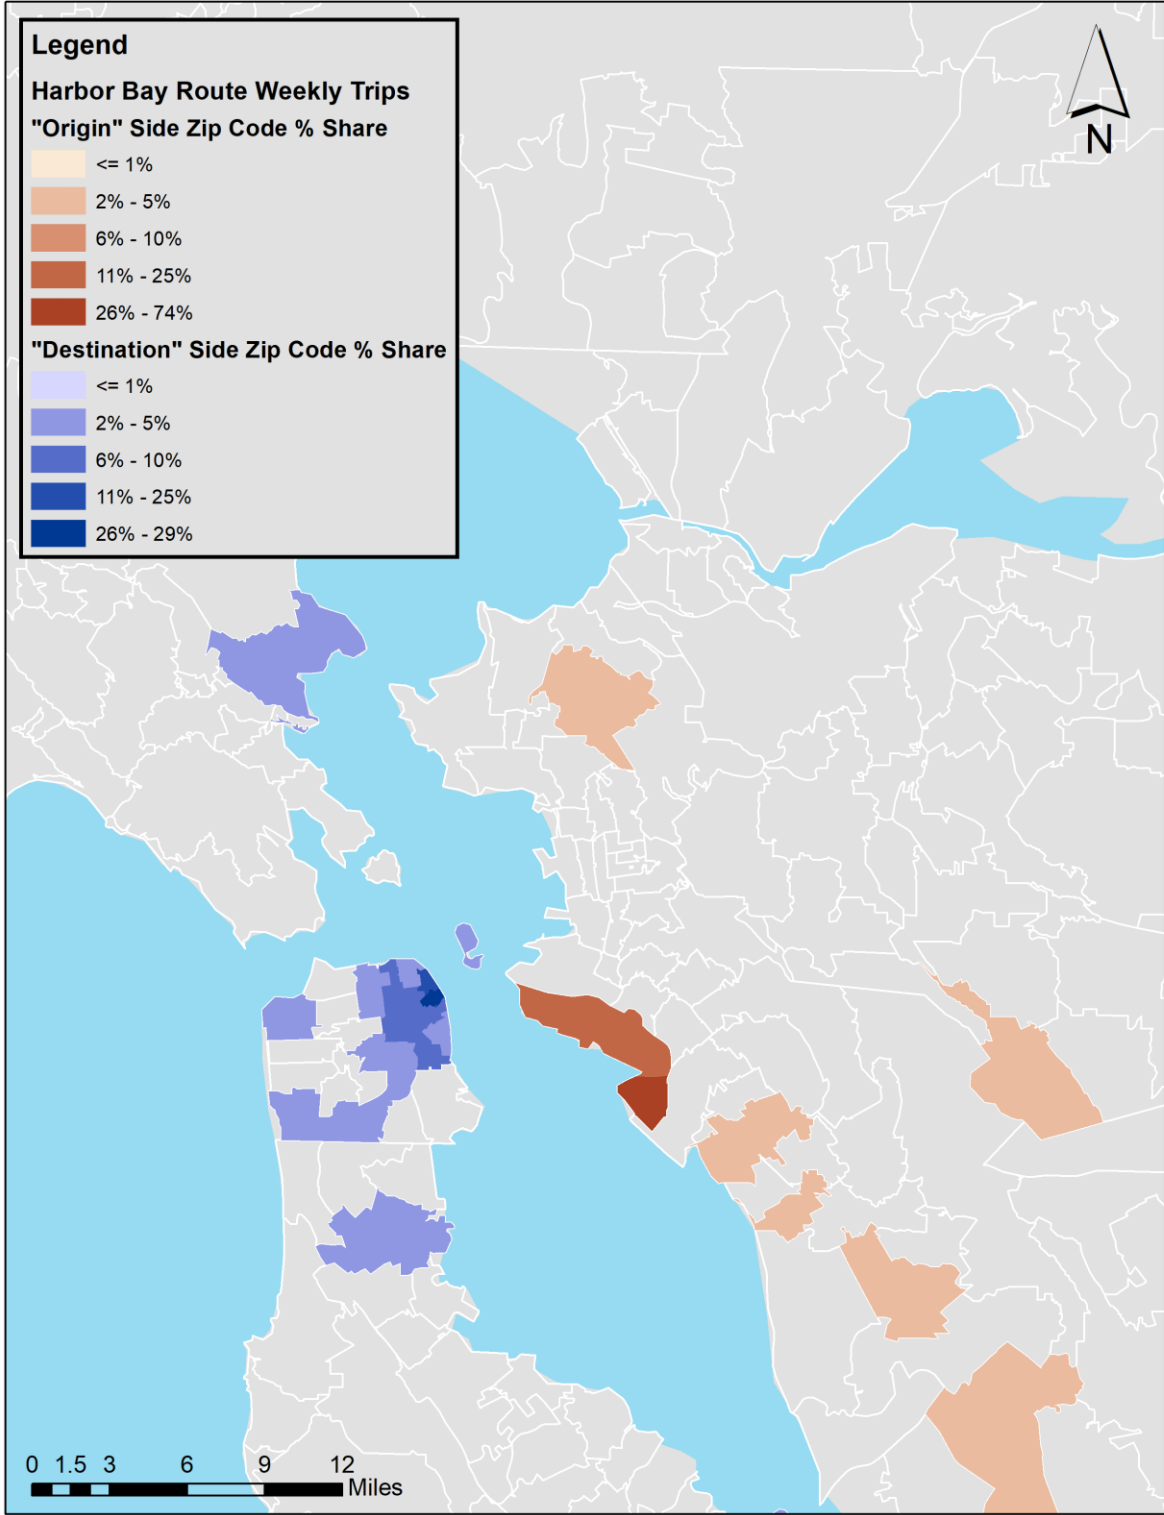 Legend
Harbor Bay Route Weekly Trips
"Origin" Side Zip Code % Share
<= 1%
2% - 5%
6% - 10%
11% - 25%
26% - 74%
"Destination" Side Zip Code % Share
<= 1%
2% - 5%
6% - 10%
11% - 25%
26% - 29%
N
0 1.5 3 6 9 12
Miles